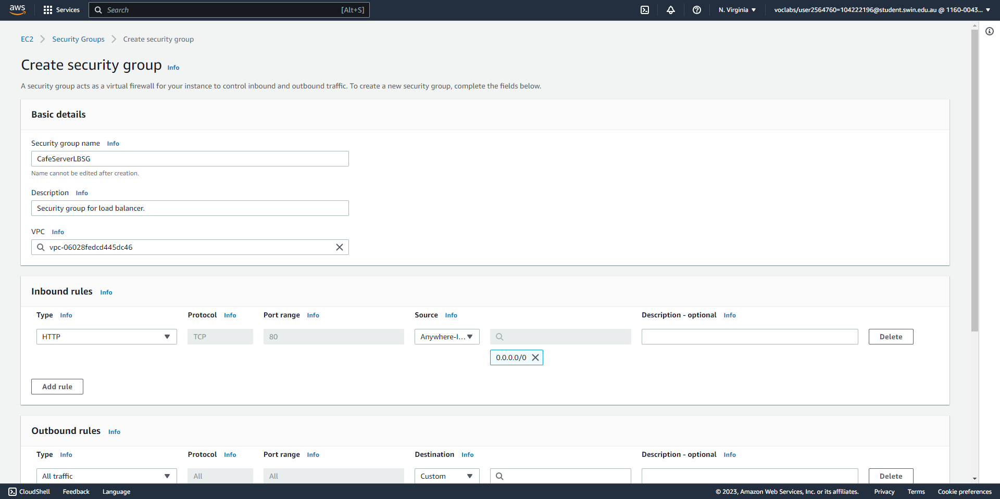 aws Services Search [Alt+S] N. Virginia voclabs/user2564760=104222196@student.swin.edu.au @ 1160-0043...
EC2 Security Groups Create security group
Create security group Info
A security group acts as a virtual firewall for your instance to control inbound and outbound traffic. To create a new security group, complete the fields below.
Basic details
Security group name Info
CafeServerLBSG
Name cannot be edited after creation.
Description Info
Security group for load balancer.
VPC Info
vpc-06028fedcd445dc46
Inbound rules Info
Type Info Protocol Info Port range Info Source Info Description - optional Info
HTTP TCP 80 Anywhere-I... Delete
0.0.0.0/0
Add rule
Outbound rules Info
Type Info Protocol Info Port range Info Destination Info Description - optional Info
All traffic All All Custom Delete
CloudShell Feedback Language © 2023, Amazon Web Services, Inc. or its affiliates. Privacy Terms Cookie preferences